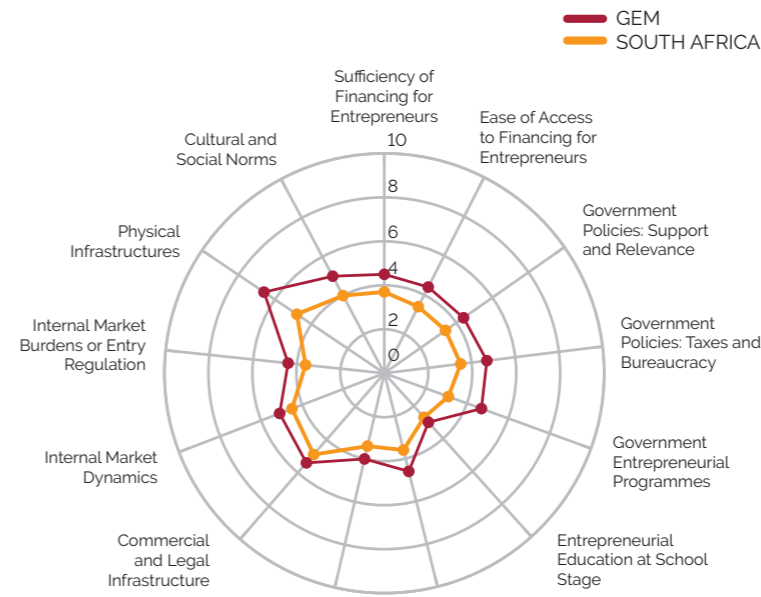 GEM
SOUTH AFRICA
Sufficiency of
Financing for
Entrepreneurs
Ease of Access
to Financing for
Entrepreneurs
Cultural and
Social Norms
Government
Policies: Support
and Relevance
Physical
Infrastructures
Government
Policies: Taxes and
Bureaucracy
Internal Market
Burdens or Entry
Regulation
Government
Entrepreneurial
Programmes
Internal Market
Dynamics
Entrepreneurial
Education at School
Stage
Commercial
and Legal
Infrastructure
10
8
6
4
2
0